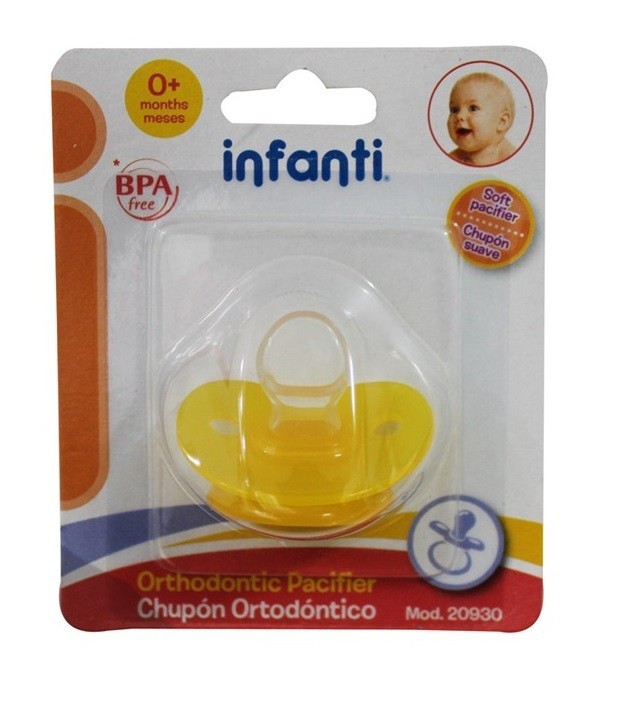 0+
months
meses
infanti®
*
BPA
free
Soft
pacifier
Chupón
suave
Orthodontic Pacifier
Chupón Ortodóntico
Mod. 20930